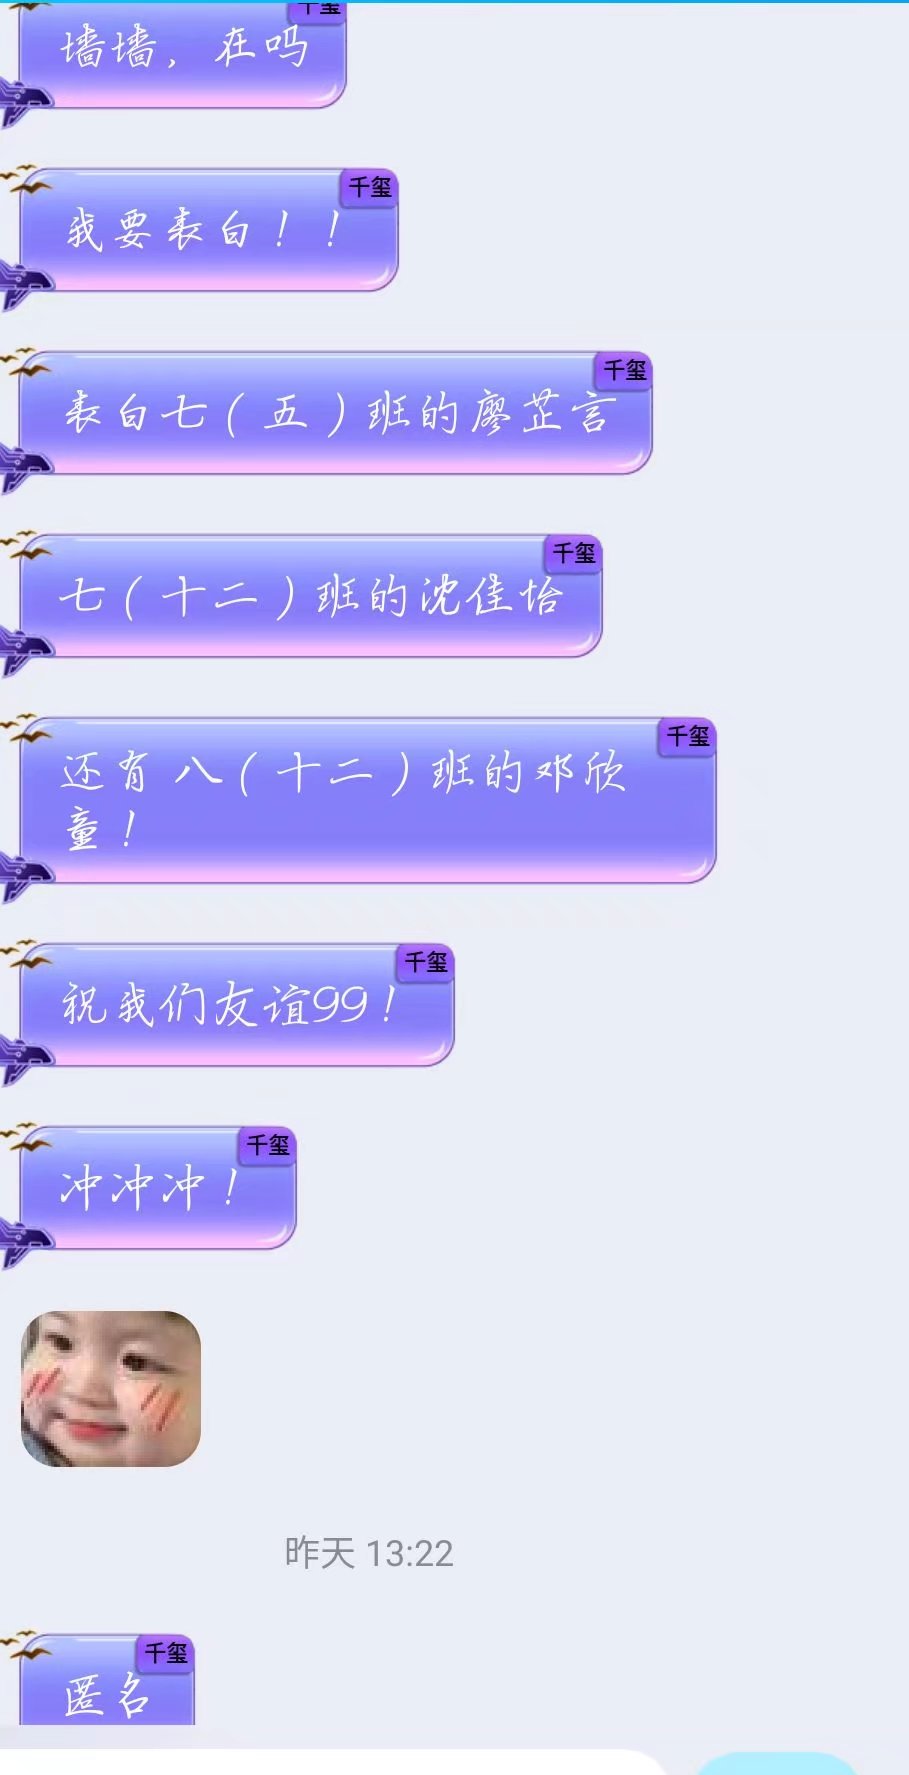 千玺
墙墙，在吗
千玺
我要表白！！
千玺
表白七（五）班的廖芷言
千玺
七（十二）班的沈佳怡
千玺
还有 八（十二）班的邓欣
童！
千玺
祝我们友谊99！
千玺
冲冲冲！
昨天 13:22
千玺
匿名